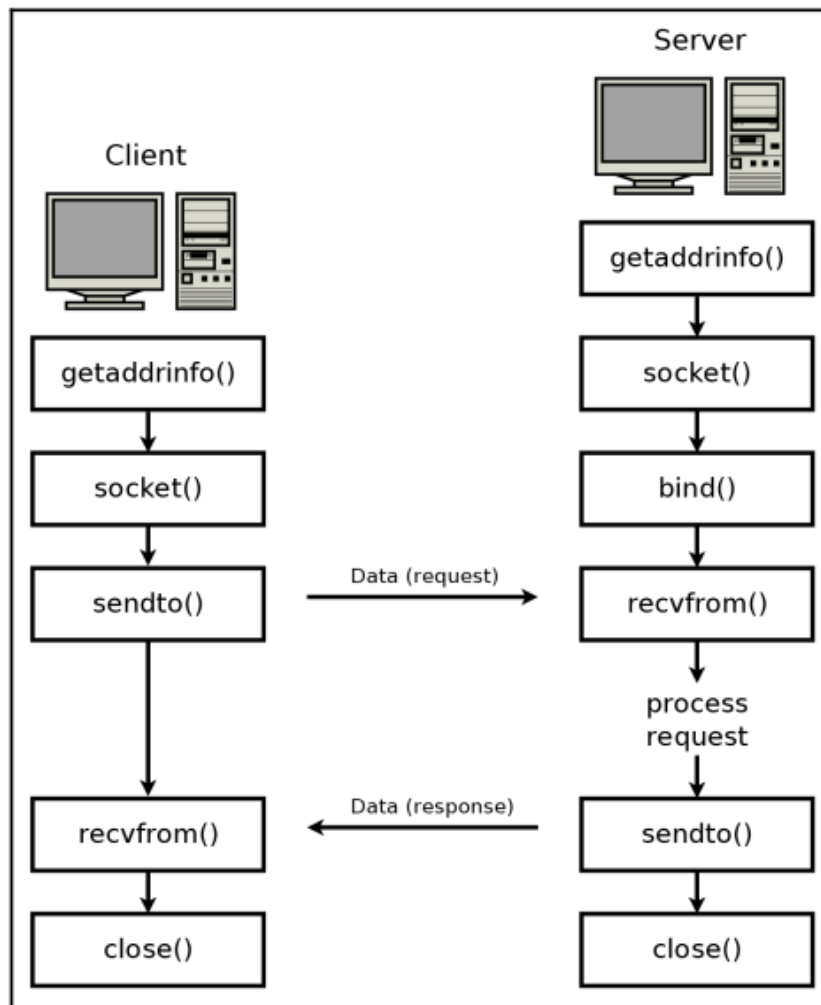 Server
Client
getaddrinfo()
getaddrinfo()
socket()
socket()
bind()
sendto()
Data (request)
recvfrom()
process
request
recvfrom()
Data (response)
sendto()
close()
close()